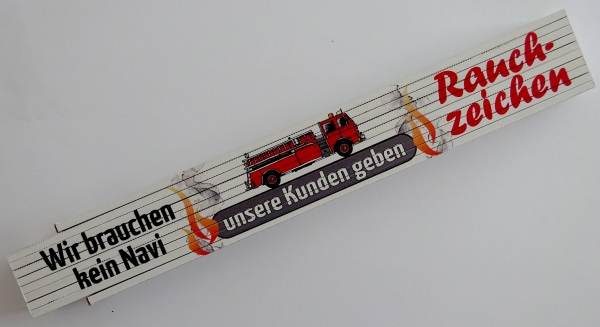 Wir brauchen
kein Navi
unsere Kunden geben
Rauch-
zeichen